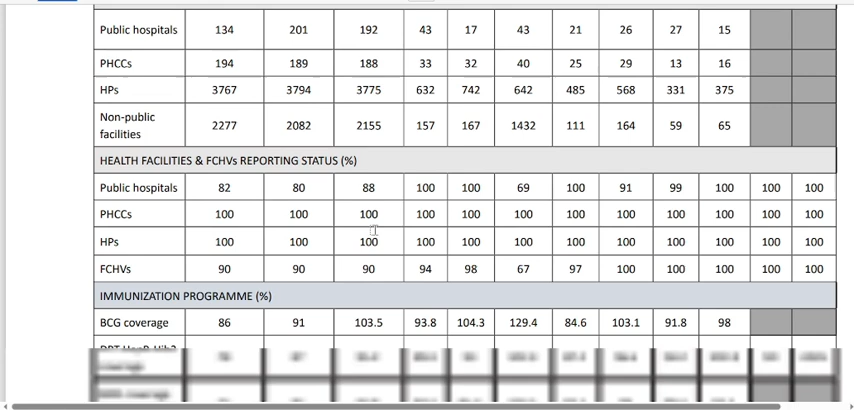 Public hospitals 134 201 192 43 17 43 21 26 27 15
PHCCs 194 189 188 33 32 40 25 29 13 16
HPs 3767 3794 3775 632 742 642 485 568 331 375
Non-public
facilities 2277 2082 2155 157 167 1432 111 164 59 65
HEALTH FACILITIES & FCHVs REPORTING STATUS (%)
Public hospitals 82 80 88 100 100 69 100 91 99 100 100 100
PHCCs 100 100 100 100 100 100 100 100 100 100 100 100
HPs 100 100 100 100 100 100 100 100 100 100 100 100
FCHVs 90 90 90 94 98 67 97 100 100 100 100 100
IMMUNIZATION PROGRAMME (%)
BCG coverage 86 91 103.5 93.8 104.3 129.4 84.6 103.1 91.8 98